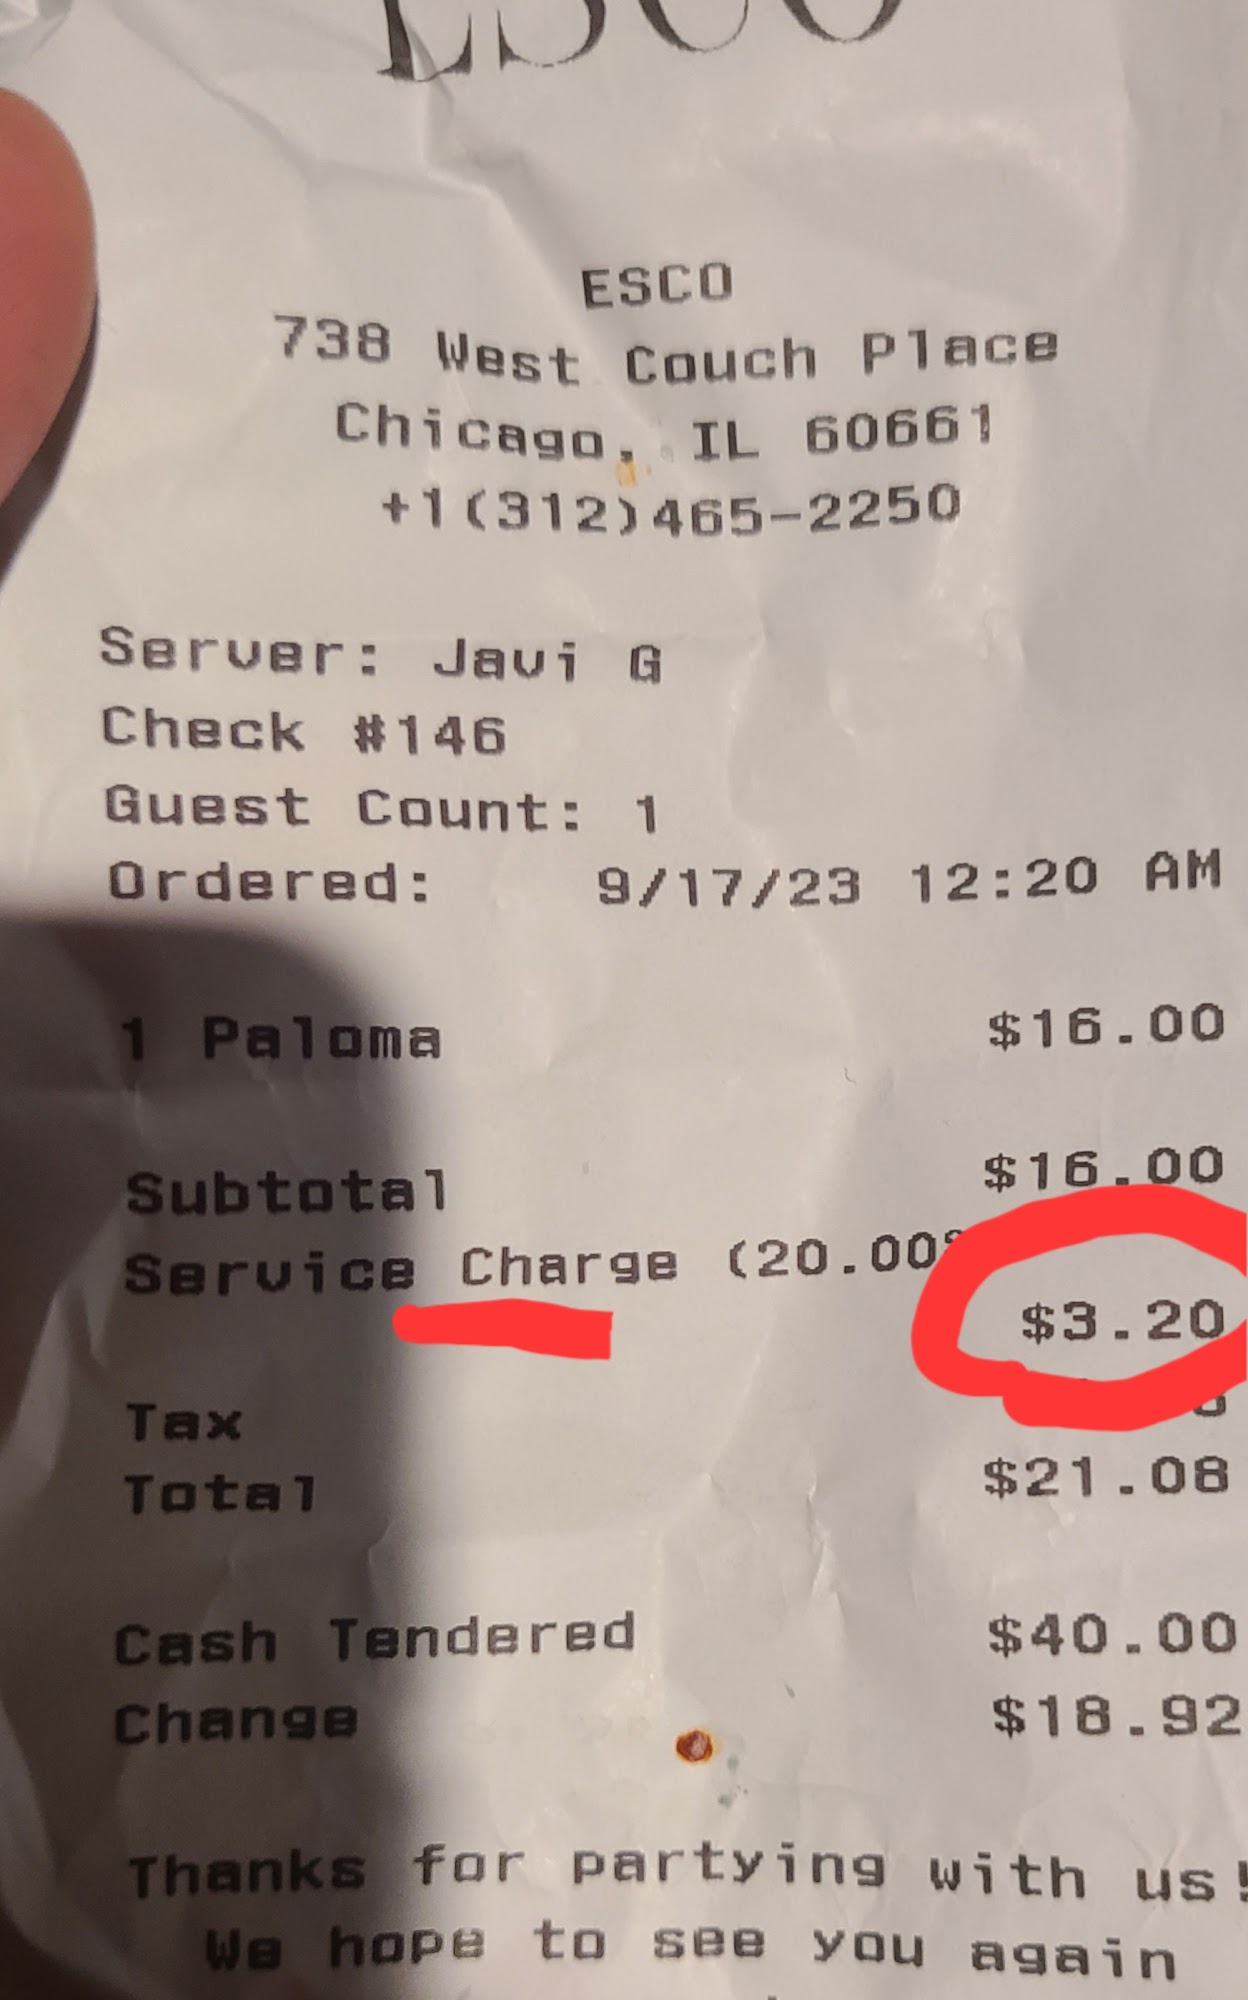 ESCO
ESCO
738 West Couch Place
Chicago, IL 60661
+1(312)465-2250
Server: Javi G
Check #146
Guest Count: 1
Ordered: 9/17/23 12:20 AM
1 Paloma $16.00
Subtotal $16.00
Service Charge (20.00%
$3.20
Tax
Total $21.08
Cash Tendered $40.00
Change $18.92
Thanks for partying with us!
We hope to see you again